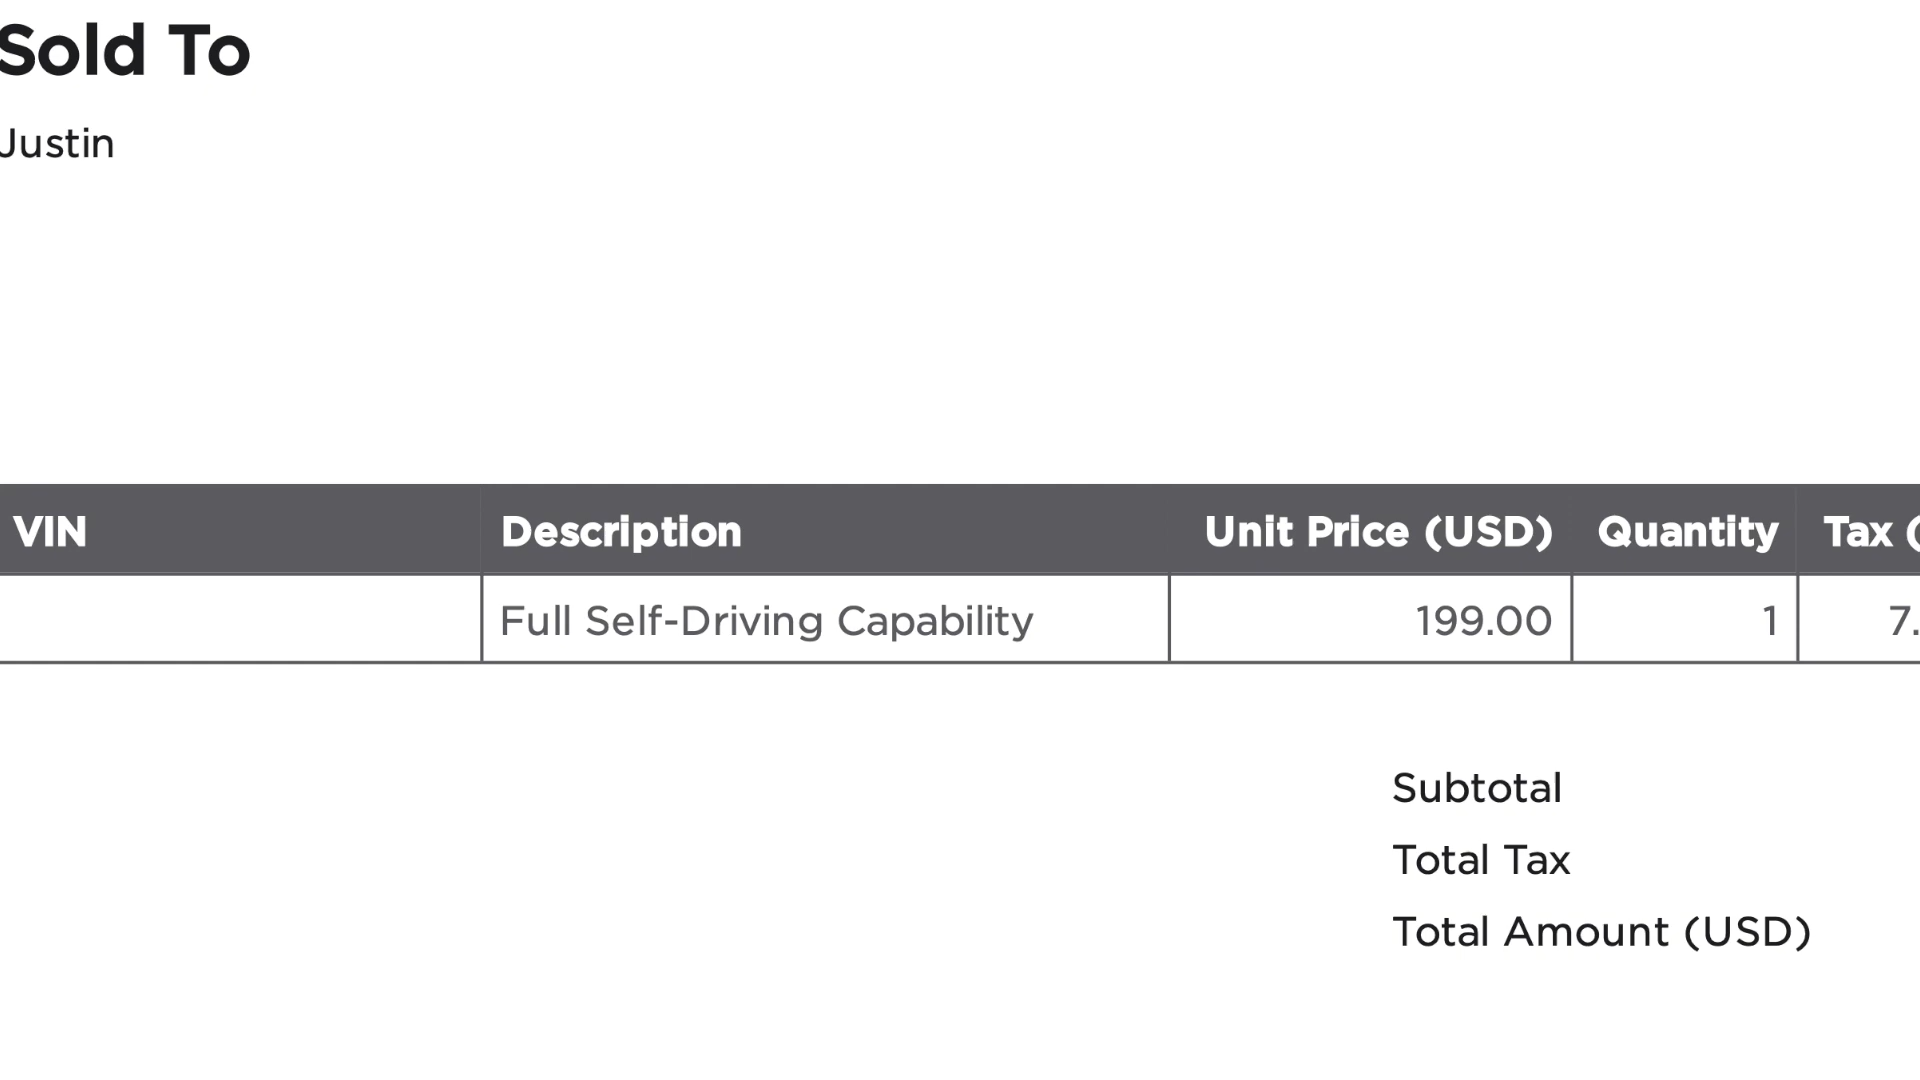 Sold To
Justin
VIN Description Unit Price (USD) Quantity Tax (
Full Self-Driving Capability 199.00 1 7.
Subtotal
Total Tax
Total Amount (USD)